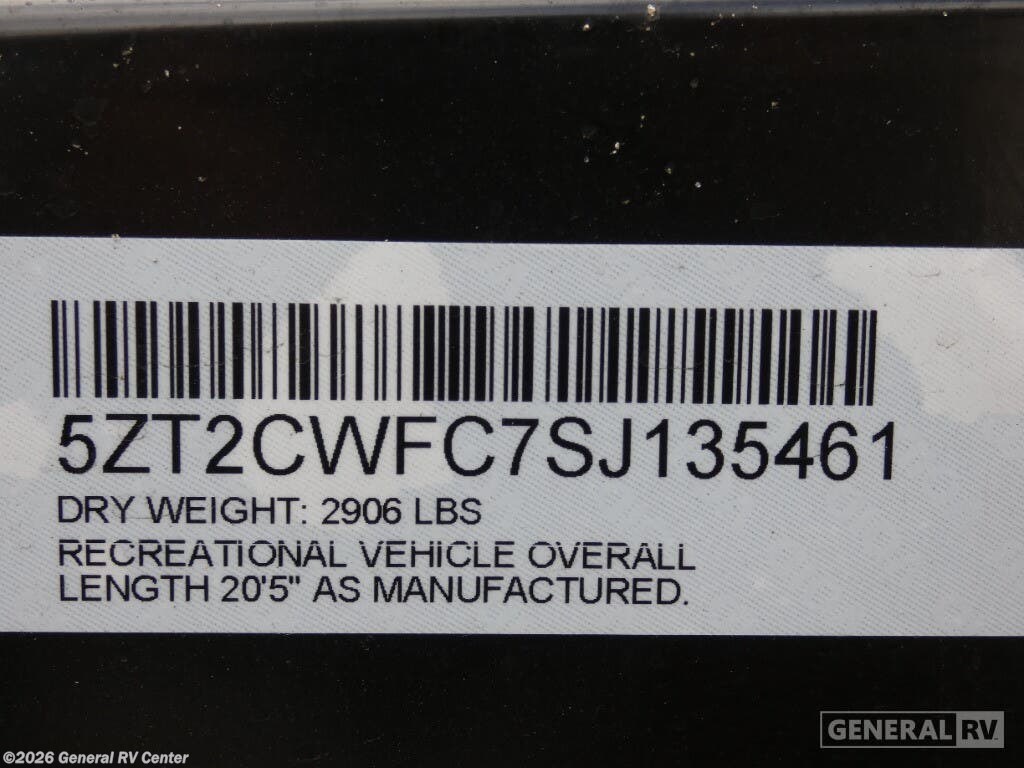 5ZT2CWFC7SJ135461
DRY WEIGHT: 2906 LBS
RECREATIONAL VEHICLE OVERALL
LENGTH 20'5" AS MANUFACTURED.
GENERAL RV
©2026 General RV Center